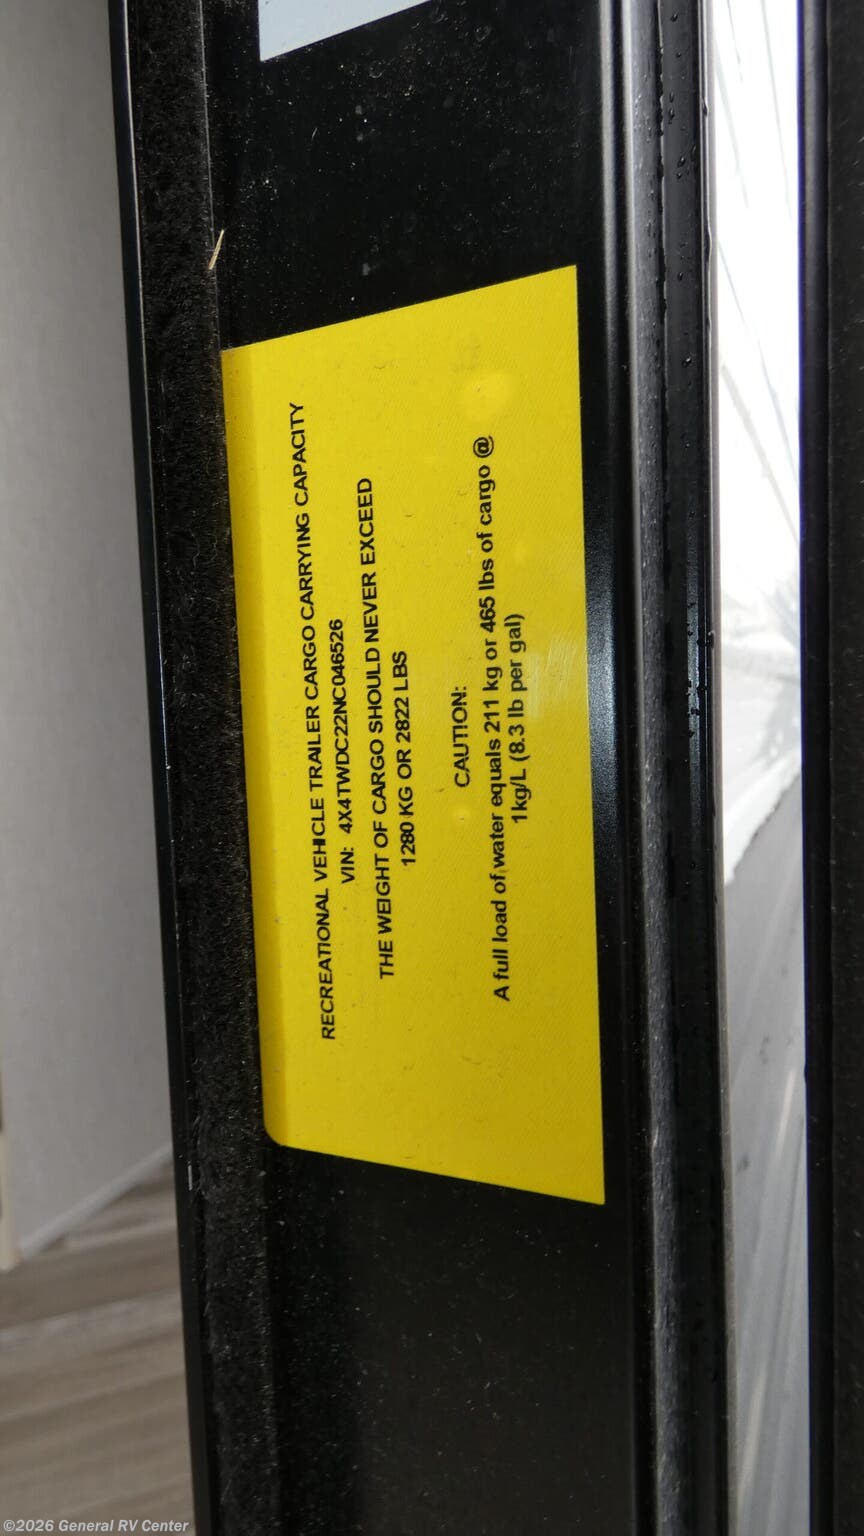 RECREATIONAL VEHICLE TRAILER CARGO CARRYING CAPACITY
VIN: 4X4TWDC22NC046526
THE WEIGHT OF CARGO SHOULD NEVER EXCEED
1280 KG OR 2822 LBS
CAUTION:
A full load of water equals 211 kg or 465 lbs of cargo @
1kg/L (8.3 lb per gal)
©2026 General RV Center